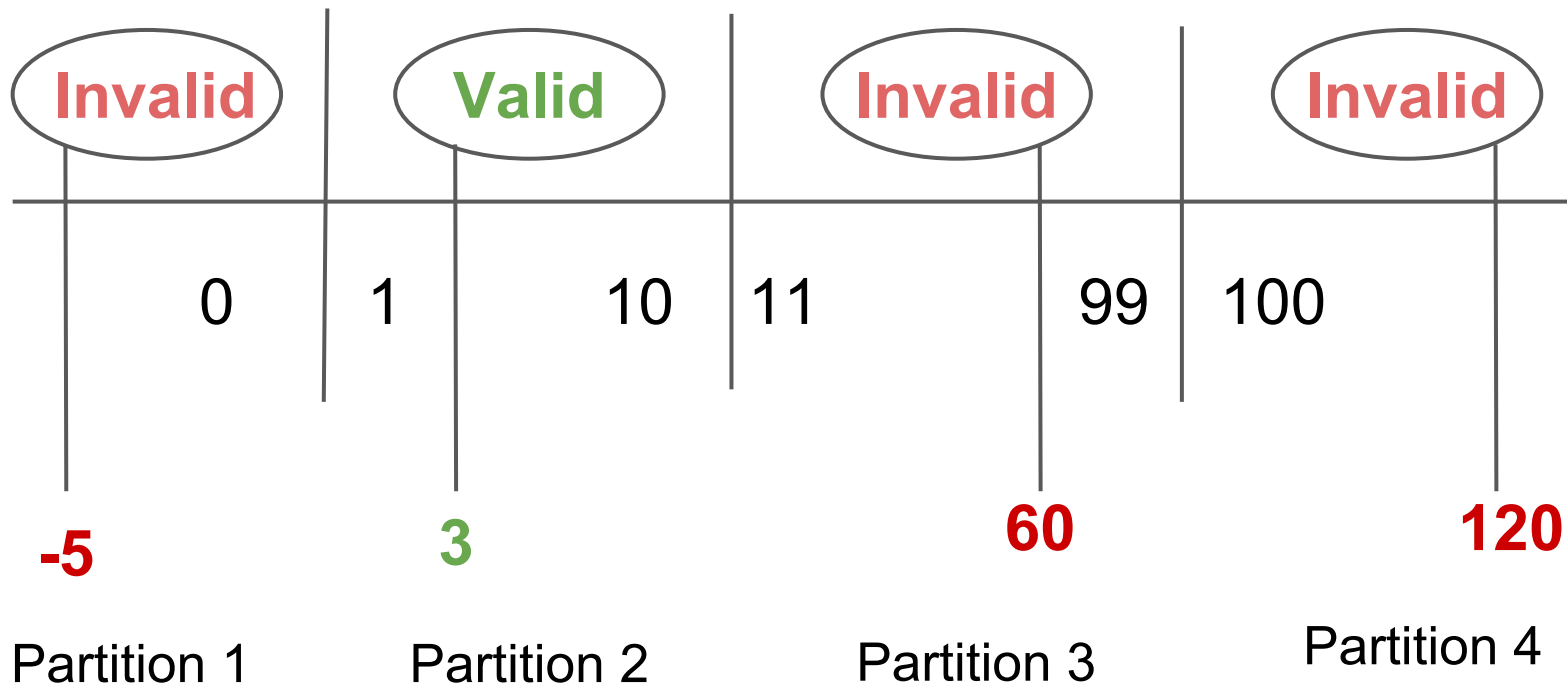 Invalid Valid Invalid Invalid
0 1 10 11 99 100
-5 3 60 120
Partition 1 Partition 2 Partition 3 Partition 4